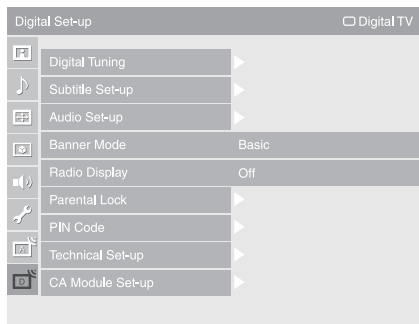 Digital Set-up
Digital TV
Digital Tuning
Subtitle Set-up
Audio Set-up
Banner Mode Basic
Radio Display Off
Parental Lock
PIN Code
Technical Set-up
A
D CA Module Set-up